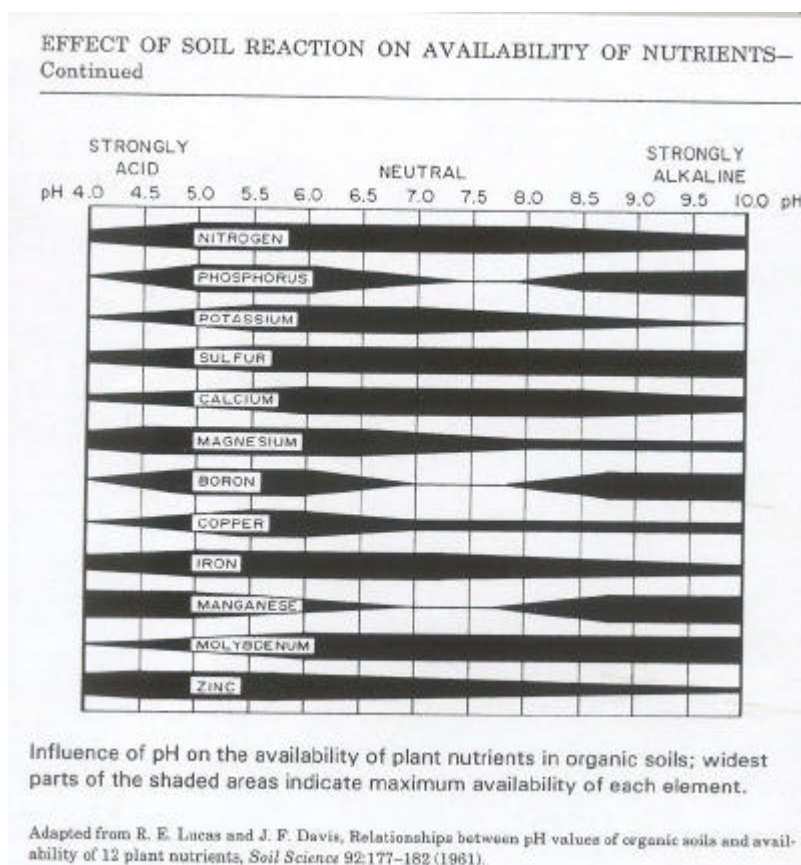 EFFECT OF SOIL REACTION ON AVAILABILITY OF NUTRIENTS—
Continued
STRONGLY
ACID
NEUTRAL
STRONGLY
ALKALINE
pH 4.0 4.5 5.0 5.5 6.0 6.5 7.0 7.5 8.0 8.5 9.0 9.5 10.0 pH
NITROGEN
PHOSPHORUS
POTASSIUM
SULFUR
CALCIUM
MAGNESIUM
BORON
COPPER
IRON
MANGANESE
MOLYBDENUM
ZINC
Influence of pH on the availability of plant nutrients in organic soils; widest
parts of the shaded areas indicate maximum availability of each element.
Adapted from R. E. Lucas and J. F. Davis, Relationships between pH values of organic soils and avail-
ability of 12 plant nutrients, Soil Science 92:177–182 (1961).